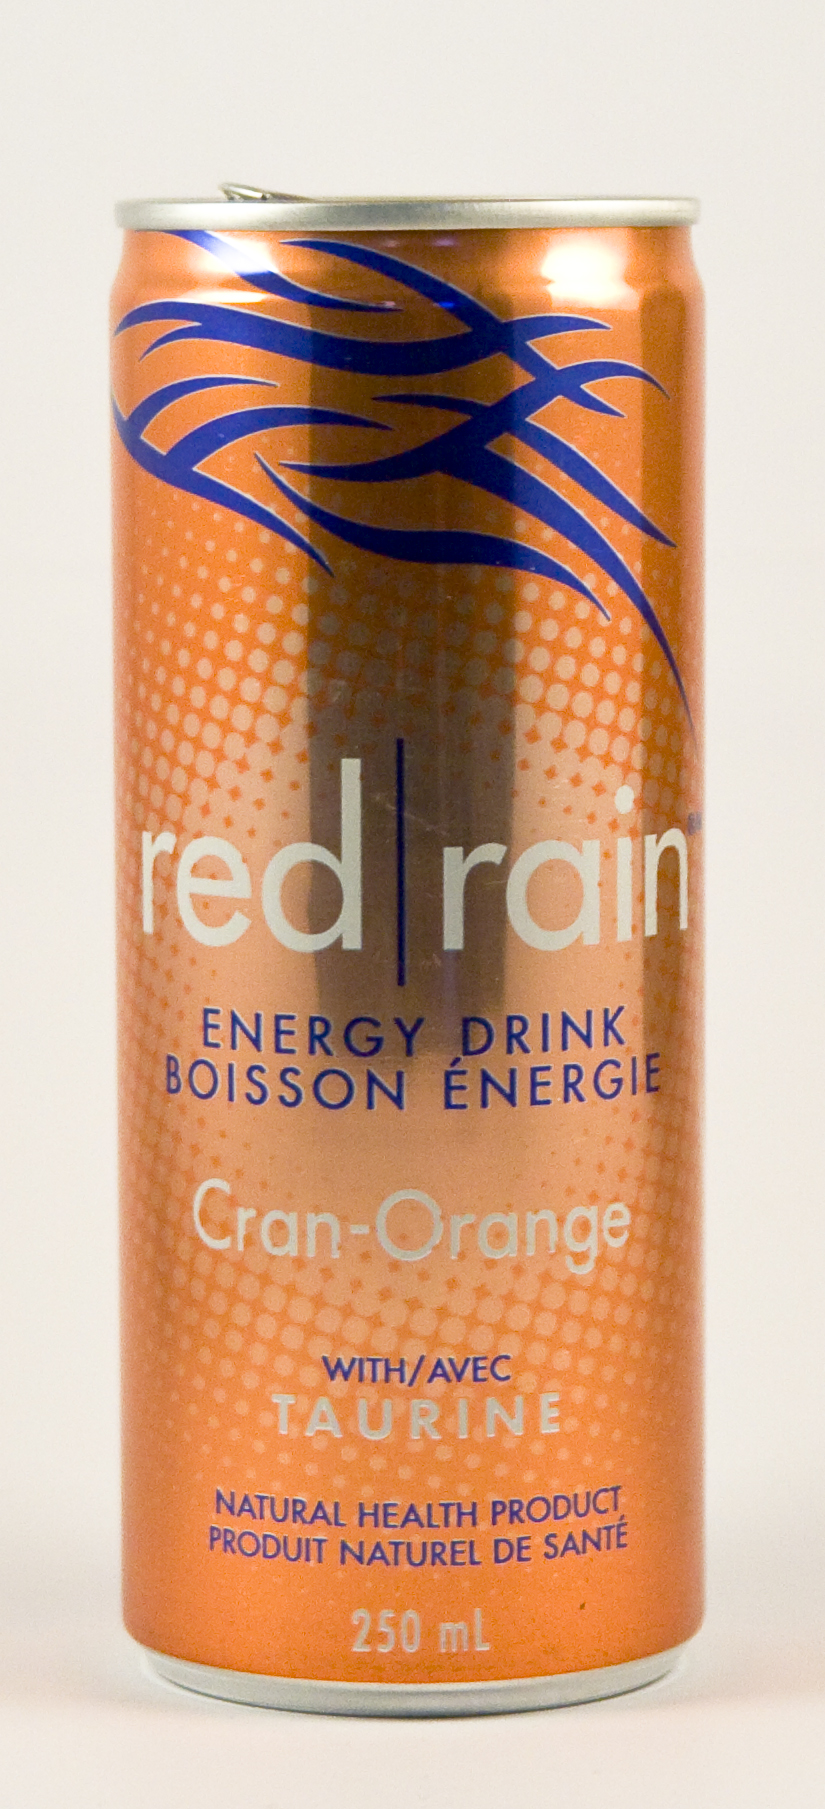 red|rain
ENERGY DRINK
BOISSON ÉNERGIE
Cran-Orange
WITH/AVEC
TAURINE
NATURAL HEALTH PRODUCT
PRODUIT NATUREL DE SANTÉ
250 mL